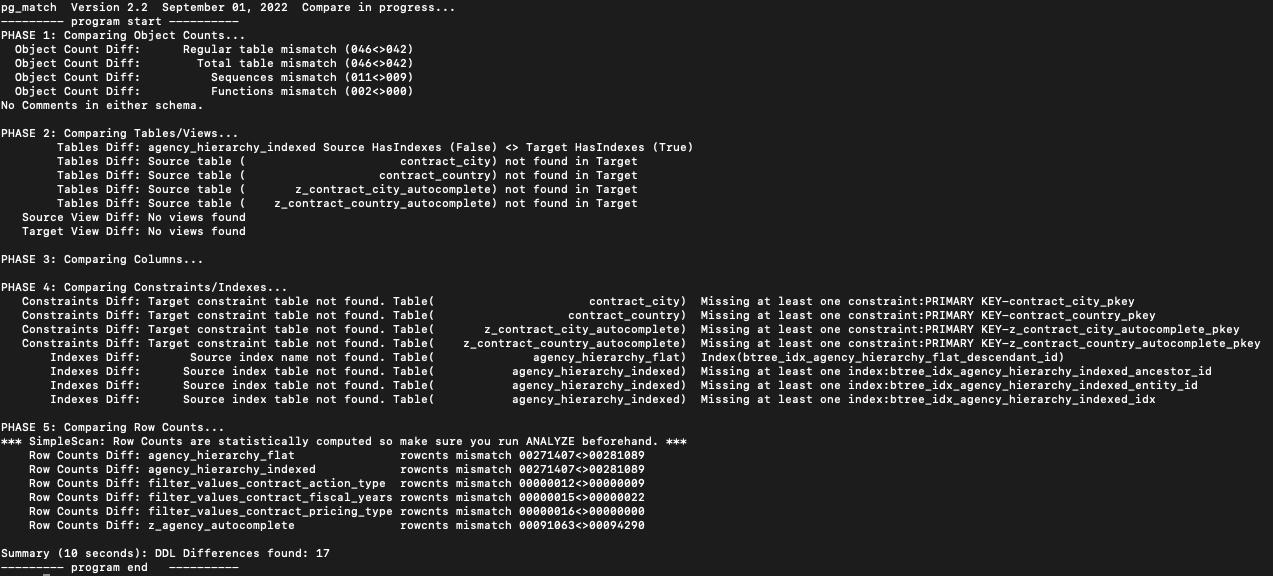 pg_match  Version 2.2  September 01, 2022  Compare in progress...
--------- program start ----------
PHASE 1: Comparing Object Counts...
  Object Count Diff:      Regular table mismatch (046<>042)
  Object Count Diff:        Total table mismatch (046<>042)
  Object Count Diff:          Sequences mismatch (011<>009)
  Object Count Diff:          Functions mismatch (002<>000)
No Comments in either schema.

PHASE 2: Comparing Tables/Views...
        Tables Diff: agency_hierarchy_indexed Source HasIndexes (False) <> Target HasIndexes (True)
        Tables Diff: Source table (                      contract_city) not found in Target
        Tables Diff: Source table (                   contract_country) not found in Target
        Tables Diff: Source table (       z_contract_city_autocomplete) not found in Target
        Tables Diff: Source table (    z_contract_country_autocomplete) not found in Target
   Source View Diff: No views found
   Target View Diff: No views found

PHASE 3: Comparing Columns...

PHASE 4: Comparing Constraints/Indexes...
   Constraints Diff: Target constraint table not found. Table(                      contract_city)  Missing at least one constraint:PRIMARY KEY-contract_city_pkey
   Constraints Diff: Target constraint table not found. Table(                   contract_country)  Missing at least one constraint:PRIMARY KEY-contract_country_pkey
   Constraints Diff: Target constraint table not found. Table(       z_contract_city_autocomplete)  Missing at least one constraint:PRIMARY KEY-z_contract_city_autocomplete_pkey
   Constraints Diff: Target constraint table not found. Table(    z_contract_country_autocomplete)  Missing at least one constraint:PRIMARY KEY-z_contract_country_autocomplete_pkey
       Indexes Diff:       Source index name not found. Table(              agency_hierarchy_flat)  Index(btree_idx_agency_hierarchy_flat_descendant_id)
       Indexes Diff:      Source index table not found. Table(           agency_hierarchy_indexed)  Missing at least one index:btree_idx_agency_hierarchy_indexed_ancestor_id
       Indexes Diff:      Source index table not found. Table(           agency_hierarchy_indexed)  Missing at least one index:btree_idx_agency_hierarchy_indexed_entity_id
       Indexes Diff:      Source index table not found. Table(           agency_hierarchy_indexed)  Missing at least one index:btree_idx_agency_hierarchy_indexed_idx

PHASE 5: Comparing Row Counts...
*** SimpleScan: Row Counts are statistically computed so make sure you run ANALYZE beforehand. ***
    Row Counts Diff: agency_hierarchy_flat               rowcnts mismatch 00271407<>00281089
    Row Counts Diff: agency_hierarchy_indexed            rowcnts mismatch 00271407<>00281089
    Row Counts Diff: filter_values_contract_action_type  rowcnts mismatch 00000012<>00000009
    Row Counts Diff: filter_values_contract_fiscal_years rowcnts mismatch 00000015<>00000022
    Row Counts Diff: filter_values_contract_pricing_type rowcnts mismatch 00000016<>00000000
    Row Counts Diff: z_agency_autocomplete               rowcnts mismatch 00091063<>00094290

Summary (10 seconds): DDL Differences found: 17
--------- program end   ----------